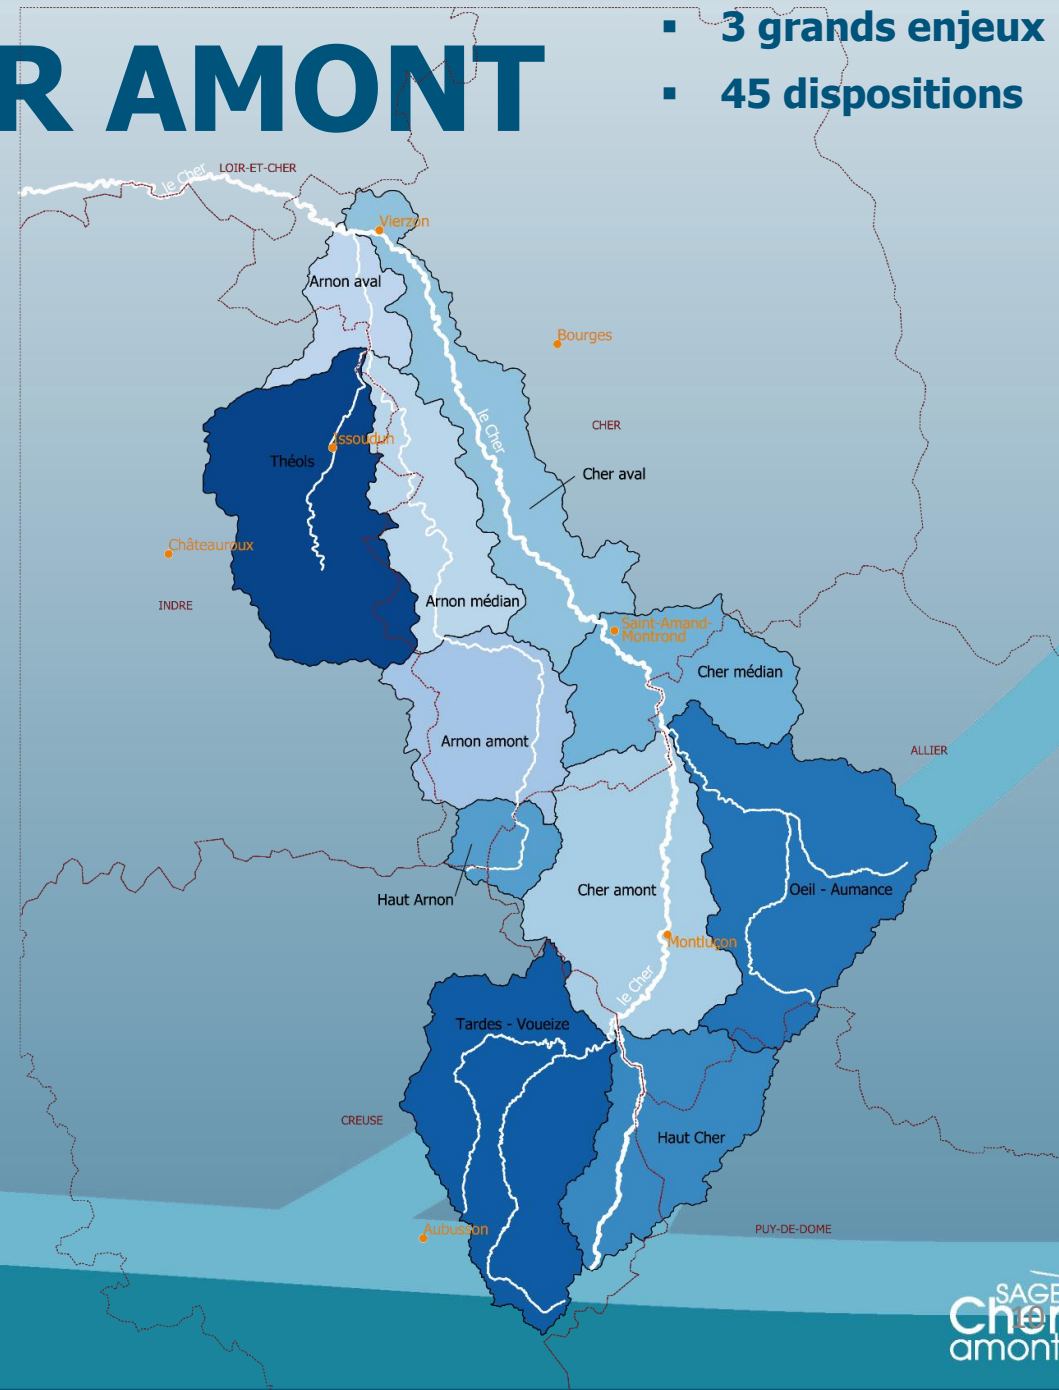 R AMONT
▪ 3 grands enjeux
▪ 45 dispositions
le Cher
LOIR-ET-CHER
Vierzon
Arnon aval
Bourges
le Cher
CHER
Issoudun
Théols
Cher aval
Châteauroux
INDRE
Arnon médian
Saint-Amand-
Montrond
Cher médian
Arnon amont
ALLIER
Haut Arnon
Cher amont
Oeil - Aumance
Montluçon
le Cher
Tardes - Voueize
CREUSE
Haut Cher
Aubusson
PUY-DE-DOME
SAGE
Cher
amont
10